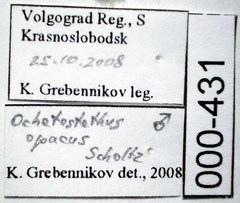 Volgograd Reg., S
Krasnoslobodsk
25.10.2008
K. Grebennikov leg.
Ochetostethus ♂
opacus
Scholtz
K. Grebennikov det., 2008
000-431